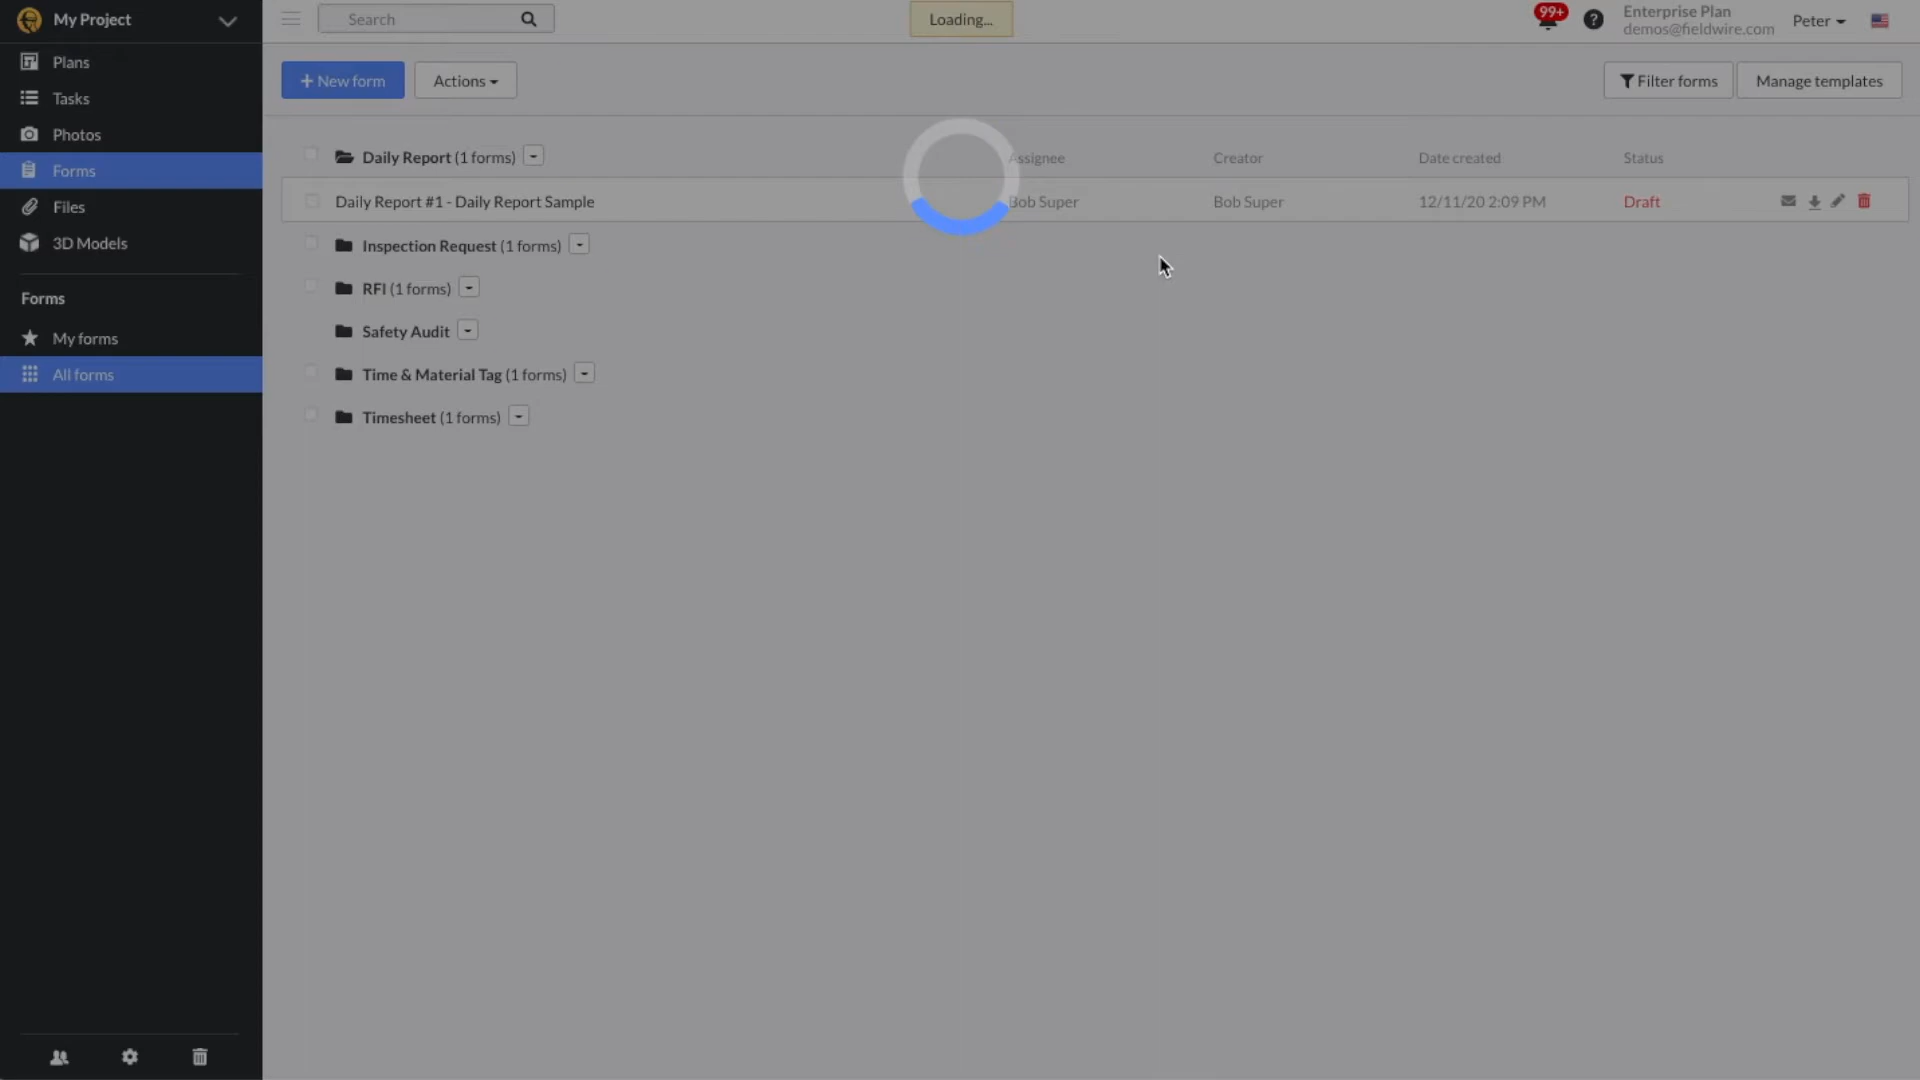 My Project
Search
Loading...
99+
Enterprise Plan
demos@fieldwire.com
Peter
Plans
Tasks
Photos
Forms
Files
3D Models
Forms
My forms
All forms
+ New form
Actions
Filter forms
Manage templates
Daily Report (1 forms)
Assignee
Creator
Date created
Status
Daily Report #1 - Daily Report Sample
Bob Super
Bob Super
12/11/20 2:09 PM
Draft
Inspection Request (1 forms)
RFI (1 forms)
Safety Audit
Time & Material Tag (1 forms)
Timesheet (1 forms)